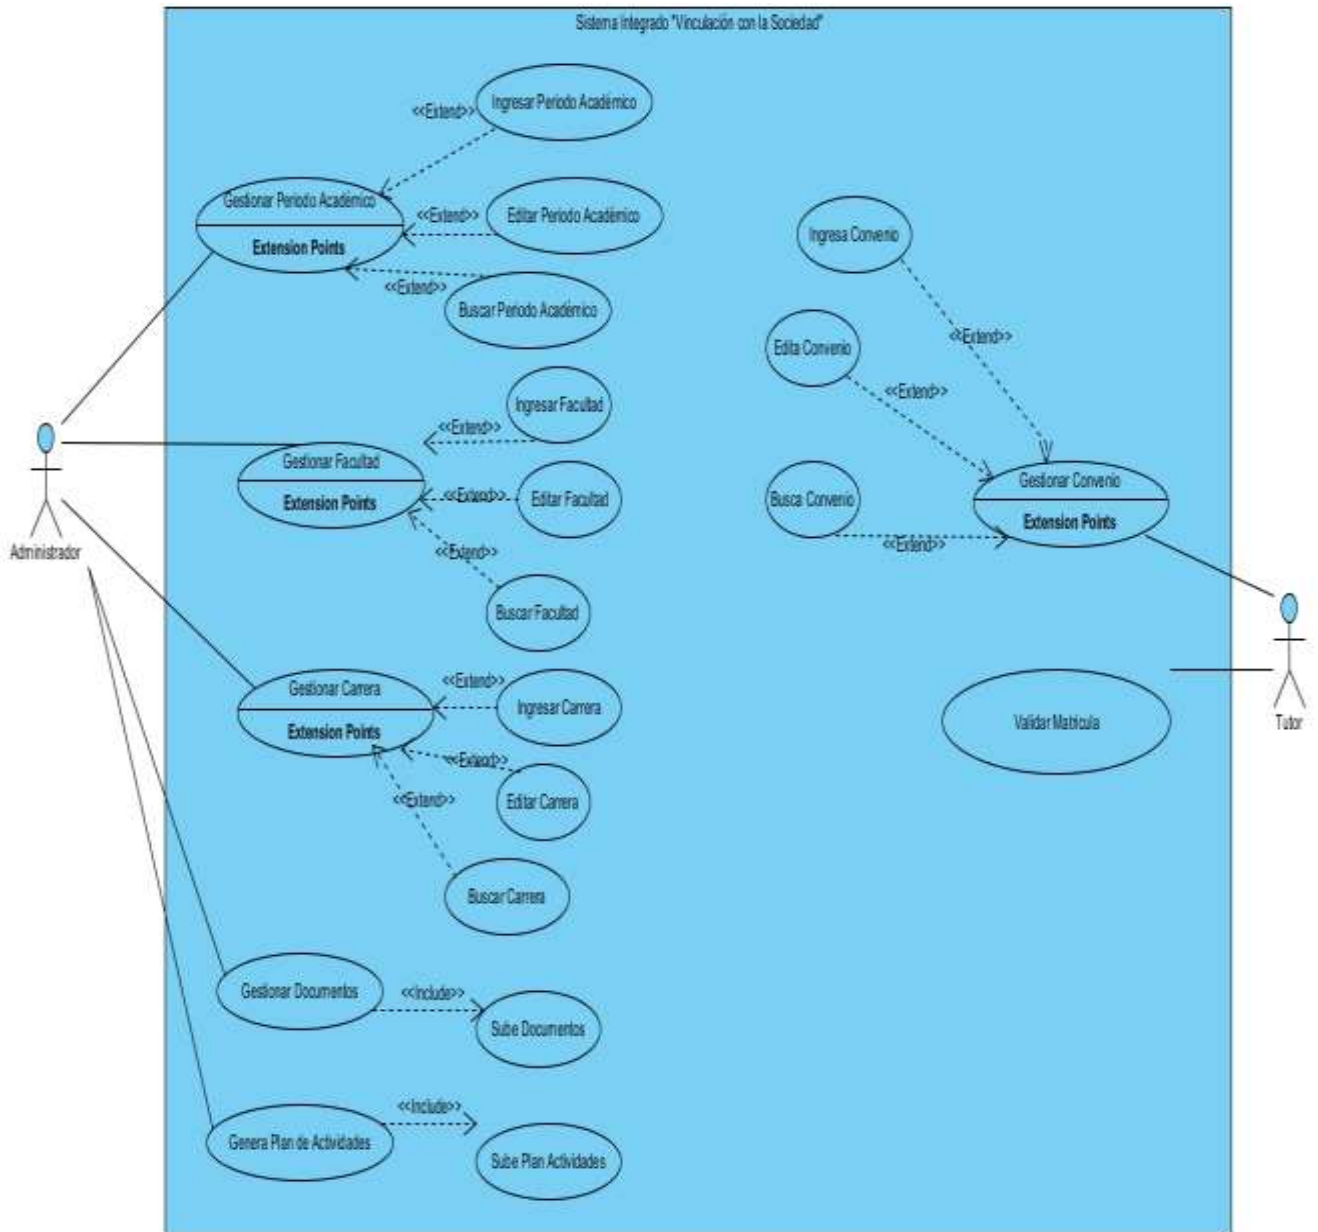 Sistema Integrado "Vinculación con la Sociedad"
<<Extend>>
Ingresar Periodo Académico
Gestionar Periodo Académico
Extension Points
<<Extend>>
Editar Periodo Académico
<<Extend>>
Buscar Periodo Académico
Ingresa Convenio
<<Extend>>
Edita Convenio
<<Extend>>
Ingresar Facultad
<<Extend>>
Gestionar Facultad
Extension Points
<<Extend>>
Editar Facultad
<<Extend>>
Buscar Facultad
Busca Convenio
<<Extend>>
Gestionar Convenio
Extension Points
Administrador
Gestionar Carrera
Extension Points
<<Extend>>
Ingresar Carrera
<<Extend>>
Editar Carrera
<<Extend>>
Buscar Carrera
Validar Matricula
Tutor
Gestionar Documentos
<<Include>>
Sube Documentos
Genera Plan de Actividades
<<Include>>
Sube Plan Actividades